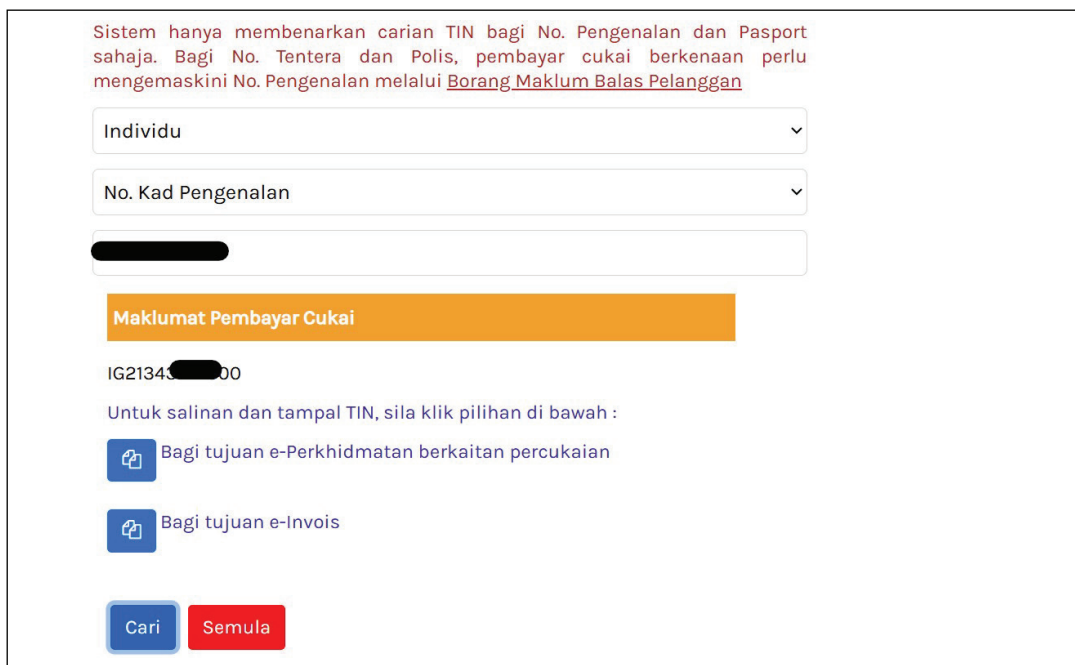 Sistem hanya membenarkan carian TIN bagi No. Pengenalan dan Pasport
sahaja. Bagi No. Tentera dan Polis, pembayar cukai berkenaan perlu
mengemaskini No. Pengenalan melalui Borang Maklum Balas Pelanggan
Individu
No. Kad Pengenalan
Maklumat Pembayar Cukai
Untuk salinan dan tampal TIN, sila klik pilihan di bawah :
Bagi tujuan e-Perkhidmatan berkaitan percukaian
Bagi tujuan e-Invois
Cari Semula